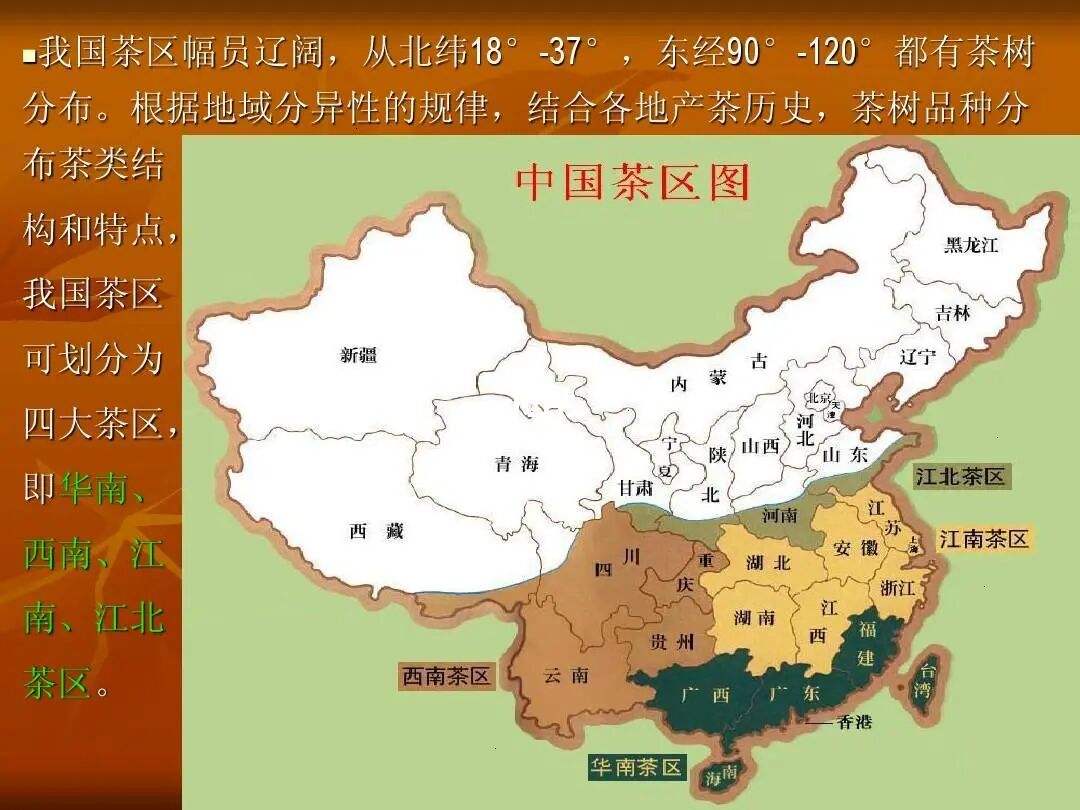 ▪我国茶区幅员辽阔，从北纬18°-37°，东经90°-120°都有茶树
分布。根据地域分异性的规律，结合各地产茶历史，茶树品种分
布茶类结
构和特点，
我国茶区
可划分为
四大茶区，
即华南、
西南、江
南、江北
茶区。
中国茶区图
黑龙江
吉林
辽宁
新疆
内蒙古
北京
天津
河北
山西
山东
宁夏
陕北
青海
甘肃
西藏
江北茶区
河南
江苏
江南茶区
上海
安徽
湖北
四川
重庆
浙江
湖南
江西
贵州
福建
云南
西南茶区
广西
广东
台湾
香港
华南茶区
海南